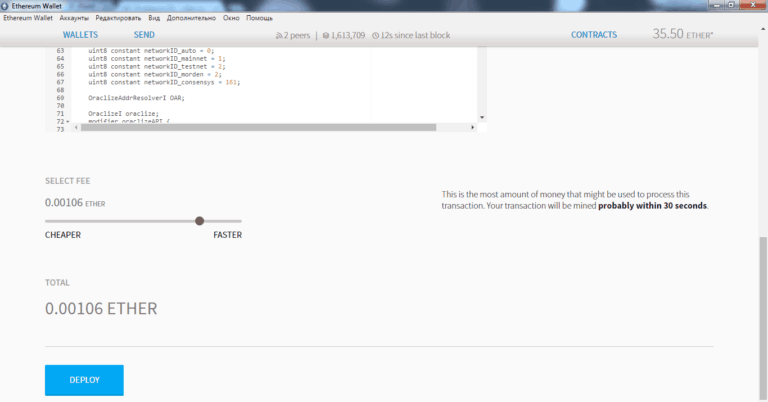 Ethereum Wallet
Ethereum Wallet Аккаунты Редактировать Вид Дополнительно Окно Помощь
WALLETS SEND 2 peers | 1,613,709 12s since last block CONTRACTS 35.50 ETHER*
63 uint8 constant networkID_auto = 0;
64 uint8 constant networkID_mainnet = 1;
65 uint8 constant networkID_testnet = 2;
66 uint8 constant networkID_morden = 2;
67 uint8 constant networkID_consensys = 161;
68
69 OraclizeAddrResolverI OAR;
70
71 OraclizeI oraclize;
72 modifier oraclizeAPI {
73
SELECT FEE
0.00106 ETHER
This is the most amount of money that might be used to process this
transaction. Your transaction will be mined probably within 30 seconds.
CHEAPER FASTER
TOTAL
0.00106 ETHER
DEPLOY